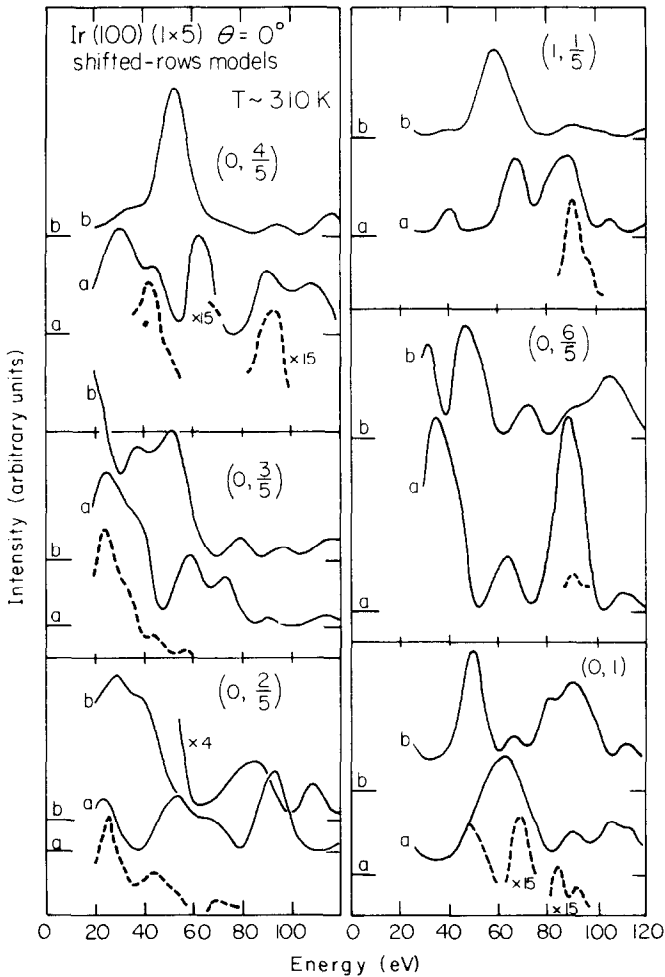 Ir (100) (1×5) θ = 0°
shifted-rows models
T ~ 310 K
(0, 4/5)
b
b
a
a
×15
×15
(0, 3/5)
b
a
b
a
(0, 2/5)
b
×4
b
a
a
(1, 1/5)
b
b
a
a
(0, 6/5)
b
b
a
a
(0, 1)
b
b
a
a
×15
×15
0 20 40 60 80 100
0 20 40 60 80 100 120
Energy (eV)
Intensity (arbitrary units)